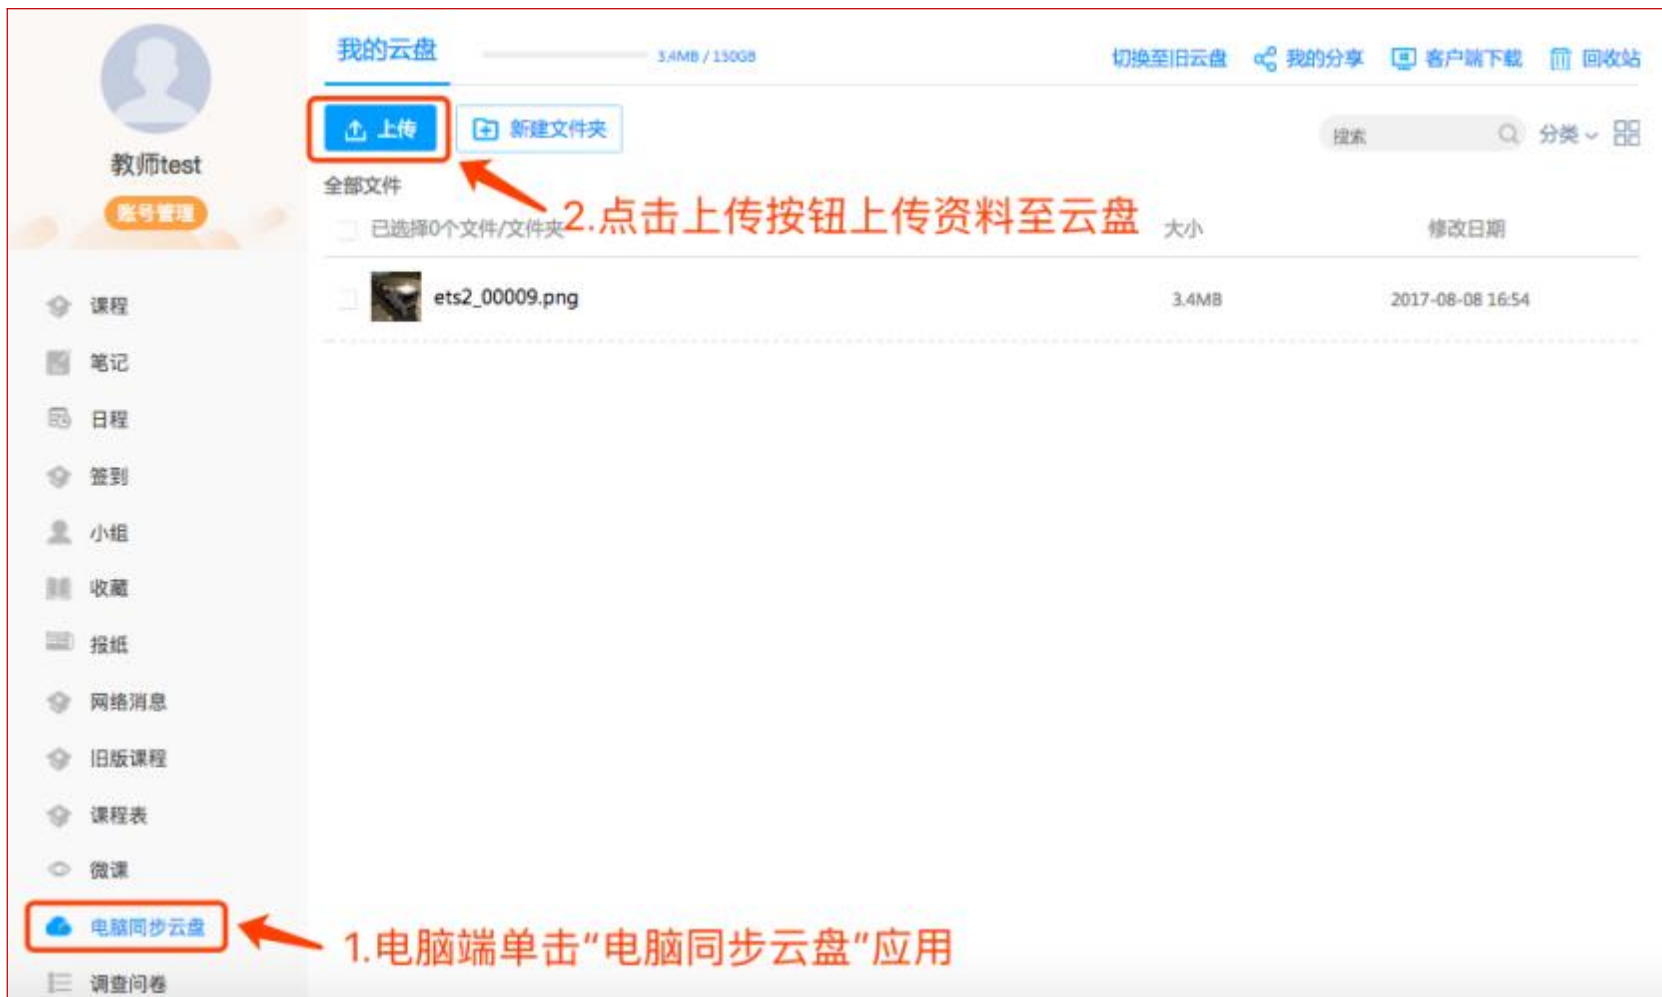 我的云盘
3.4MB / 150GB
切换至旧云盘
我的分享
客户端下载
回收站
上传
新建文件夹
搜索
分类
教师test
账号管理
全部文件
2.点击上传按钮上传资料至云盘
已选择0个文件/文件夹
大小
修改日期
ets2_00009.png
3.4MB
2017-08-08 16:54
课程
笔记
日程
签到
小组
收藏
报纸
网络消息
旧版课程
课程表
微课
电脑同步云盘
1.电脑端单击“电脑同步云盘”应用
调查问卷